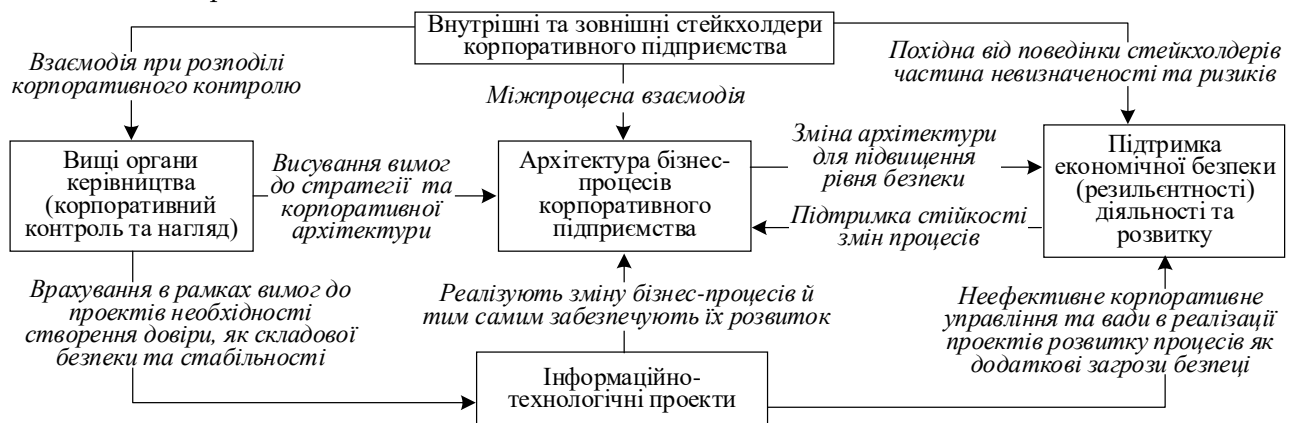 Внутрішні та зовнішні стейкхолдери
корпоративного підприємства
Взаємодія при розподілі
корпоративного контролю
Міжпроцесна взаємодія
Похідна від поведінки стейкхолдерів
частина невизначеності та ризиків
Вищі органи
керівництва
(корпоративний
контроль та нагляд)
Висування вимог
до стратегії та
корпоративної
архітектури
Архітектура бізнес-
процесів
корпоративного
підприємства
Зміна архітектури
для підвищення
рівня безпеки
Підтримка стійкості
змін процесів
Підтримка
економічної безпеки
(резильєнтності)
діяльності та
розвитку
Врахування в рамках вимог до
проектів необхідності
створення довіри, як складової
безпеки та стабільності
Реалізують зміну бізнес-процесів й
тим самим забезпечують їх розвиток
Неефективне корпоративне
управління та вади в реалізації
проектів розвитку процесів як
додаткові загрози безпеці
Інформаційно-
технологічні проекти